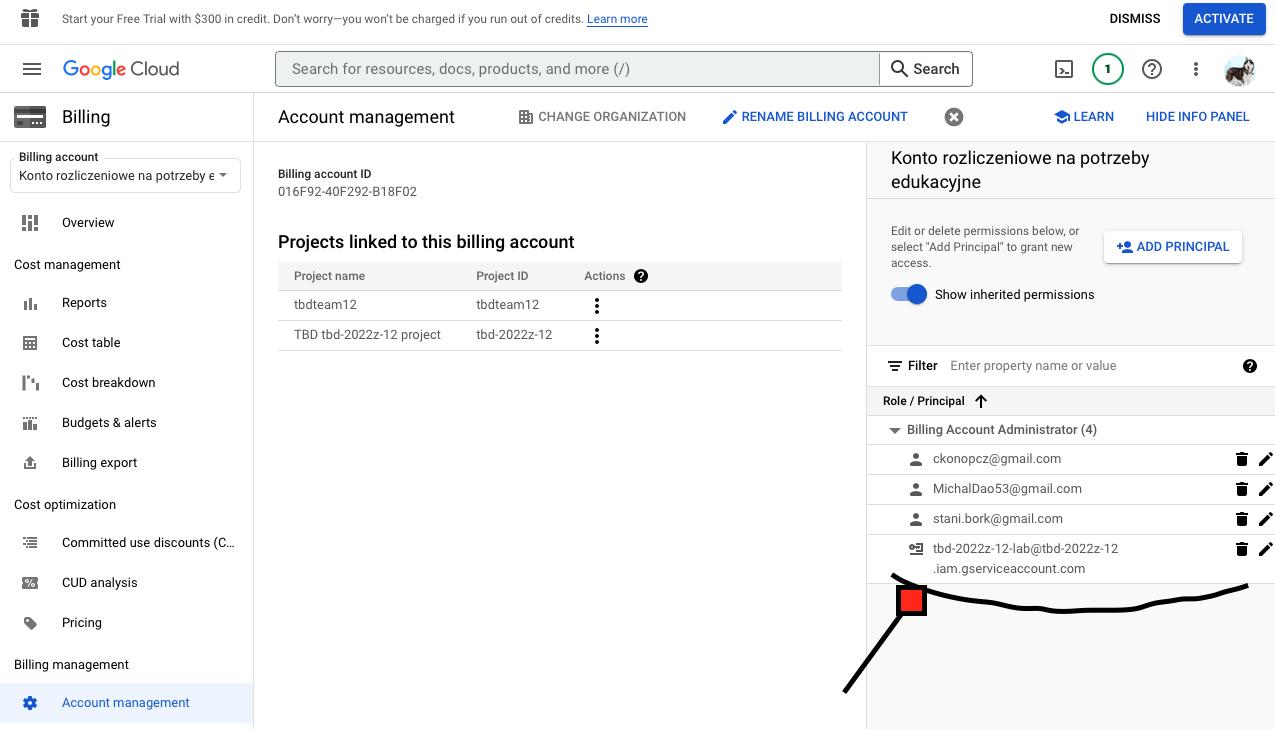 Start your Free Trial with $300 in credit. Don't worry—you won't be charged if you run out of credits. Learn more
DISMISS
ACTIVATE
Google Cloud
Search for resources, docs, products, and more (/)
Search
1
Billing
Account management
CHANGE ORGANIZATION
RENAME BILLING ACCOUNT
LEARN
HIDE INFO PANEL
Billing account
Konto rozliczeniowe na potrzeby e
Overview
Cost management
Reports
Cost table
Cost breakdown
Budgets & alerts
Billing export
Cost optimization
Committed use discounts (C...
CUD analysis
Pricing
Billing management
Account management
Billing account ID
016F92-40F292-B18F02
Projects linked to this billing account
Project name Project ID Actions
tbdteam12 tbdteam12
TBD tbd-2022z-12 project tbd-2022z-12
Konto rozliczeniowe na potrzeby
edukacyjne
Edit or delete permissions below, or
select "Add Principal" to grant new
access.
ADD PRINCIPAL
Show inherited permissions
Filter Enter property name or value
Role / Principal
Billing Account Administrator (4)
ckonopcz@gmail.com
MichalDao53@gmail.com
stani.bork@gmail.com
tbd-2022z-12-lab@tbd-2022z-12
.iam.gserviceaccount.com